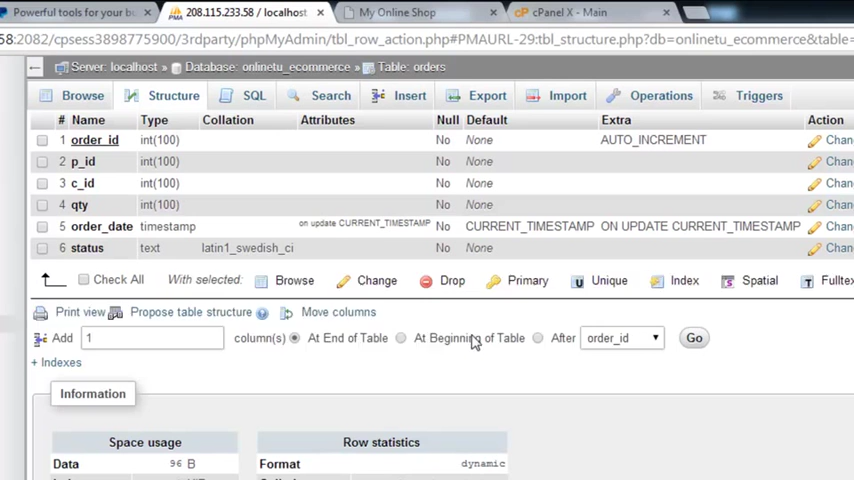 Powerful tools for your bu × 208.115.233.58 / localhost × My Online Shop × cP cPanel X - Main ×
58:2082/cpsess3898775900/3rdparty/phpMyAdmin/tbl_row_action.php#PMAURL-29:tbl_structure.php?db=onlinetu_ecommerce&table=
Server: localhost » Database: onlinetu_ecommerce » Table: orders
Browse Structure SQL Search Insert Export Import Operations Triggers
# Name Type Collation Attributes Null Default Extra Action
1 order_id int(100) No None AUTO_INCREMENT Chan
2 p_id int(100) No None Chan
3 c_id int(100) No None Chan
4 qty int(100) No None Chan
5 order_date timestamp on update CURRENT_TIMESTAMP No CURRENT_TIMESTAMP ON UPDATE CURRENT_TIMESTAMP Chan
6 status text latin1_swedish_ci No None Chan
Check All With selected: Browse Change Drop Primary U Unique Index Spatial T Fulltex
Print view Propose table structure Move columns
Add 1 column(s) At End of Table At Beginning of Table After order_id Go
+ Indexes
Information
Space usage Row statistics
Data 96 B Format dynamic